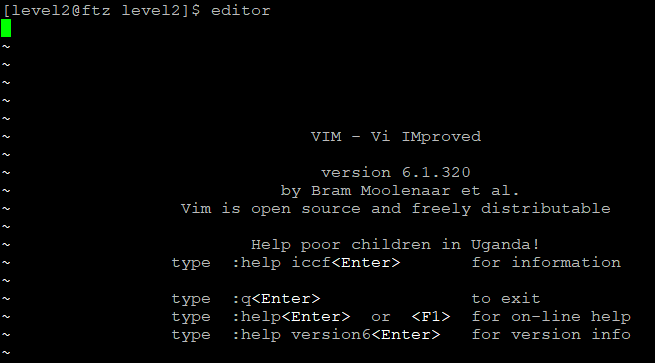 [level2@ftz level2]$ editor
~
~
~
~
~
~ VIM - Vi IMproved
~
~ version 6.1.320
~ by Bram Moolenaar et al.
~ Vim is open source and freely distributable
~
~ Help poor children in Uganda!
~ type :help iccf<Enter> for information
~
~ type :q<Enter> to exit
~ type :help<Enter> or <F1> for on-line help
~ type :help version6<Enter> for version info
~